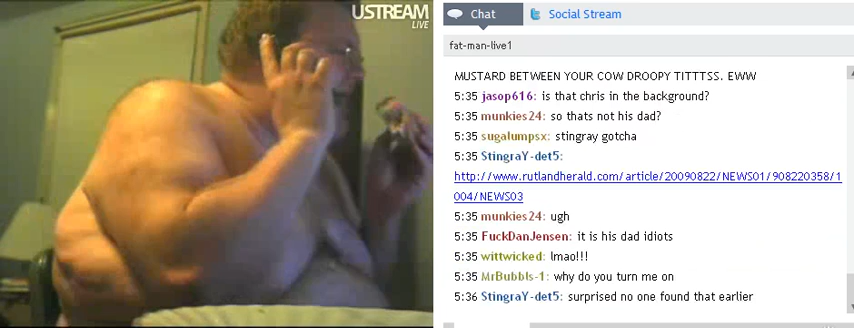 USTREAM
LIVE
Chat
Social Stream
fat-man-live1
MUSTARD BETWEEN YOUR COW DROOPY TITTTSS. EWW
5:35 jasop616: is that chris in the background?
5:35 munkies24: so thats not his dad?
5:35 sugalumpsx: stingray gotcha
5:35 StingraY-det5:
http://www.rutlandherald.com/article/20090822/NEWS01/908220358/1
004/NEWS03
5:35 munkies24: ugh
5:35 FuckDanJensen: it is his dad idiots
5:35 wittwicked: lmao!!!
5:35 MrBubbls-1: why do you turn me on
5:36 StingraY-det5: surprised no one found that earlier